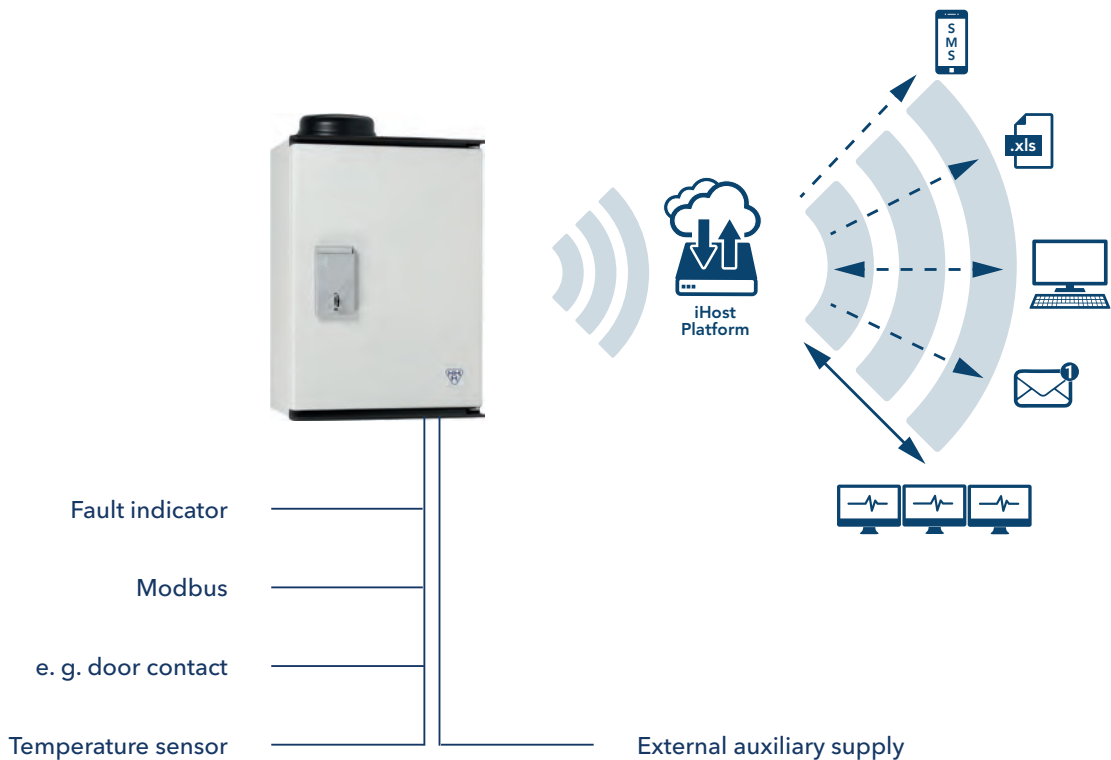 S
M
S
.xls
iHost
Platform
1
Fault indicator
Modbus
e. g. door contact
Temperature sensor
External auxiliary supply